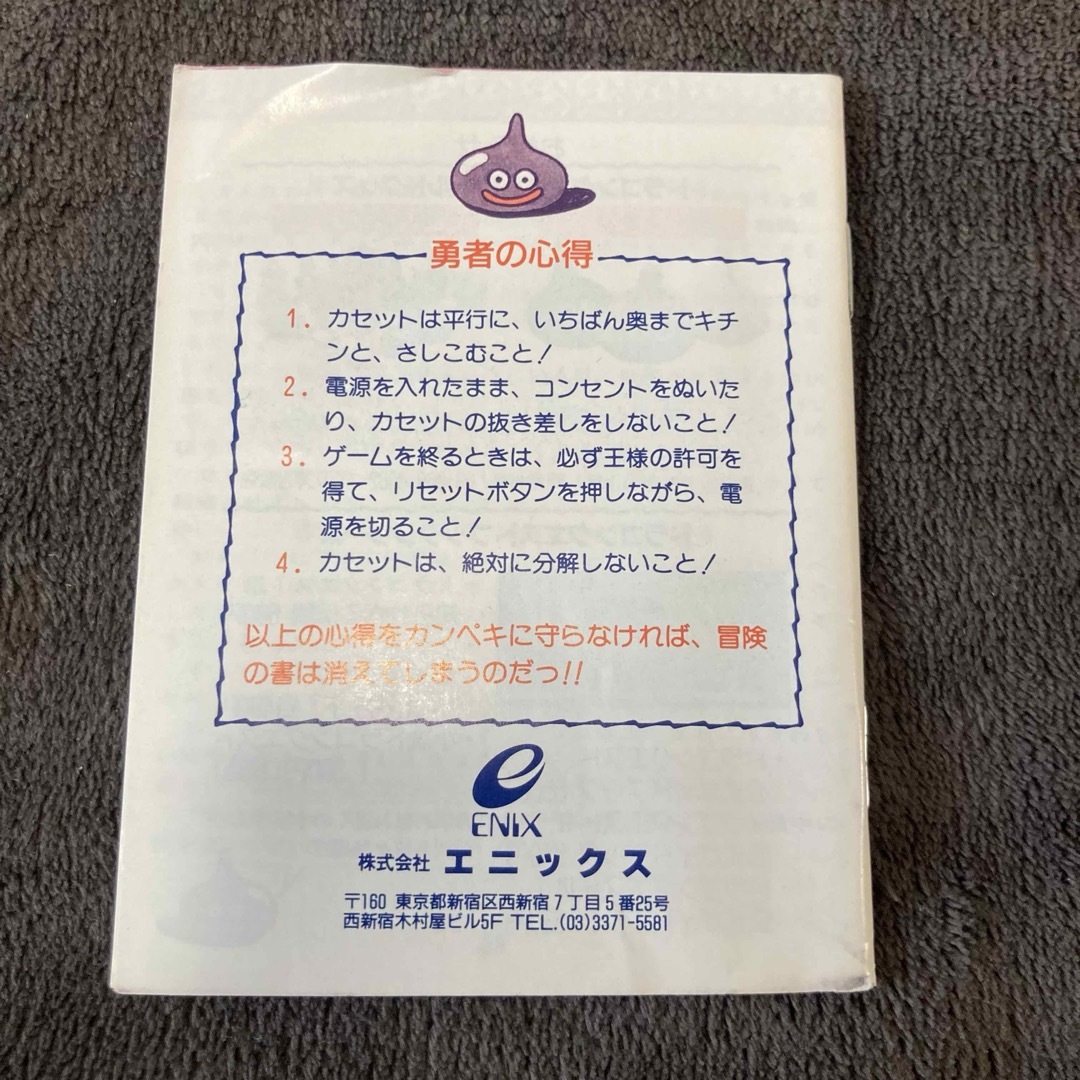 勇者の心得
1. カセットは平行に、いちばん奥までキチ
ンと、さしこむこと!
2. 電源を入れたまま、コンセントをぬいた
り、カセットの抜き差しをしないこと!
3. ゲームを終るときは、必ず王様の許可を
得て、リセットボタンを押しながら、電
源を切ること!
4. カセットは、絶対に分解しないこと!
以上の心得をカンペキに守らなければ、冒険
の書は消えてしまうのだっ!!
ENIX
株式会社 エニックス
〒160 東京都新宿区西新宿7丁目5番25号
西新宿木村屋ビル5F TEL.(03)3371-5581